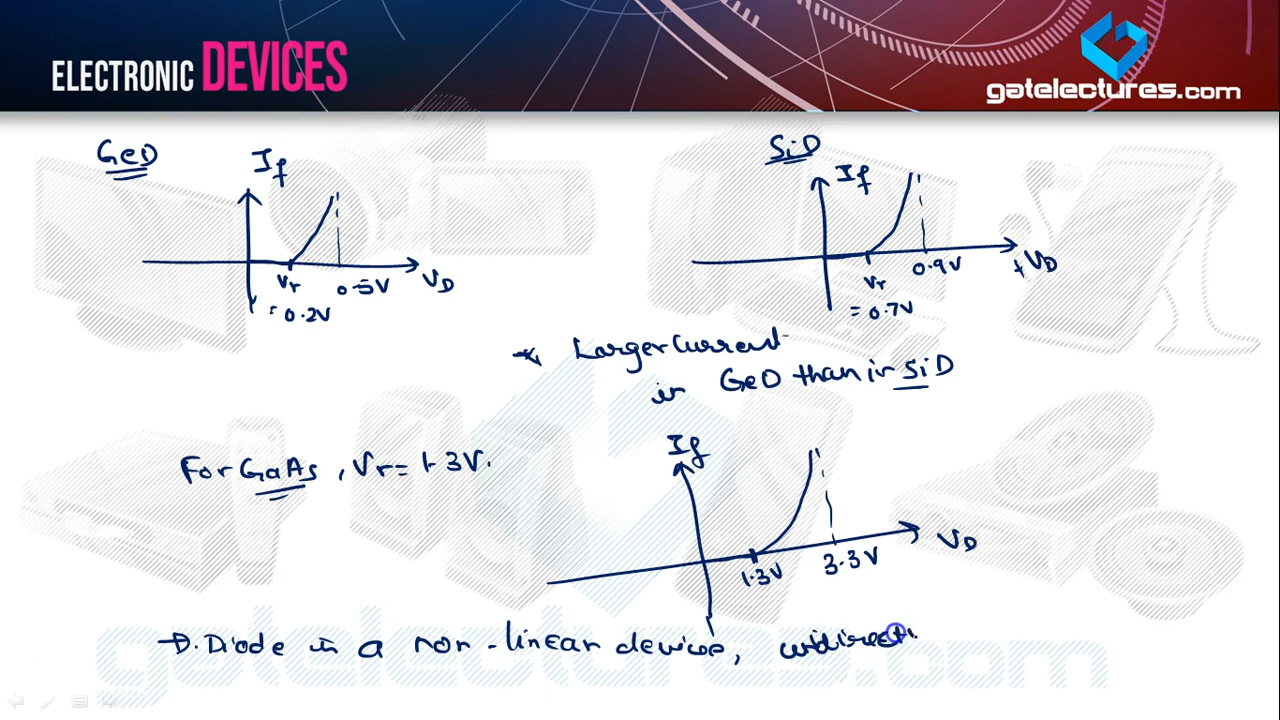 ELECTRONIC DEVICES
gatelectures.com
GeD
If
Vr
= 0.2V
0.5V
VD
SiD
If
Vr
= 0.7V
0.9V
+VD
* Larger Current
in GeD than in SiD
For GaAs, Vr = 1.3V.
If
1.3V
3.3V
VD
Diode is a non-linear device,
gatelectures.com